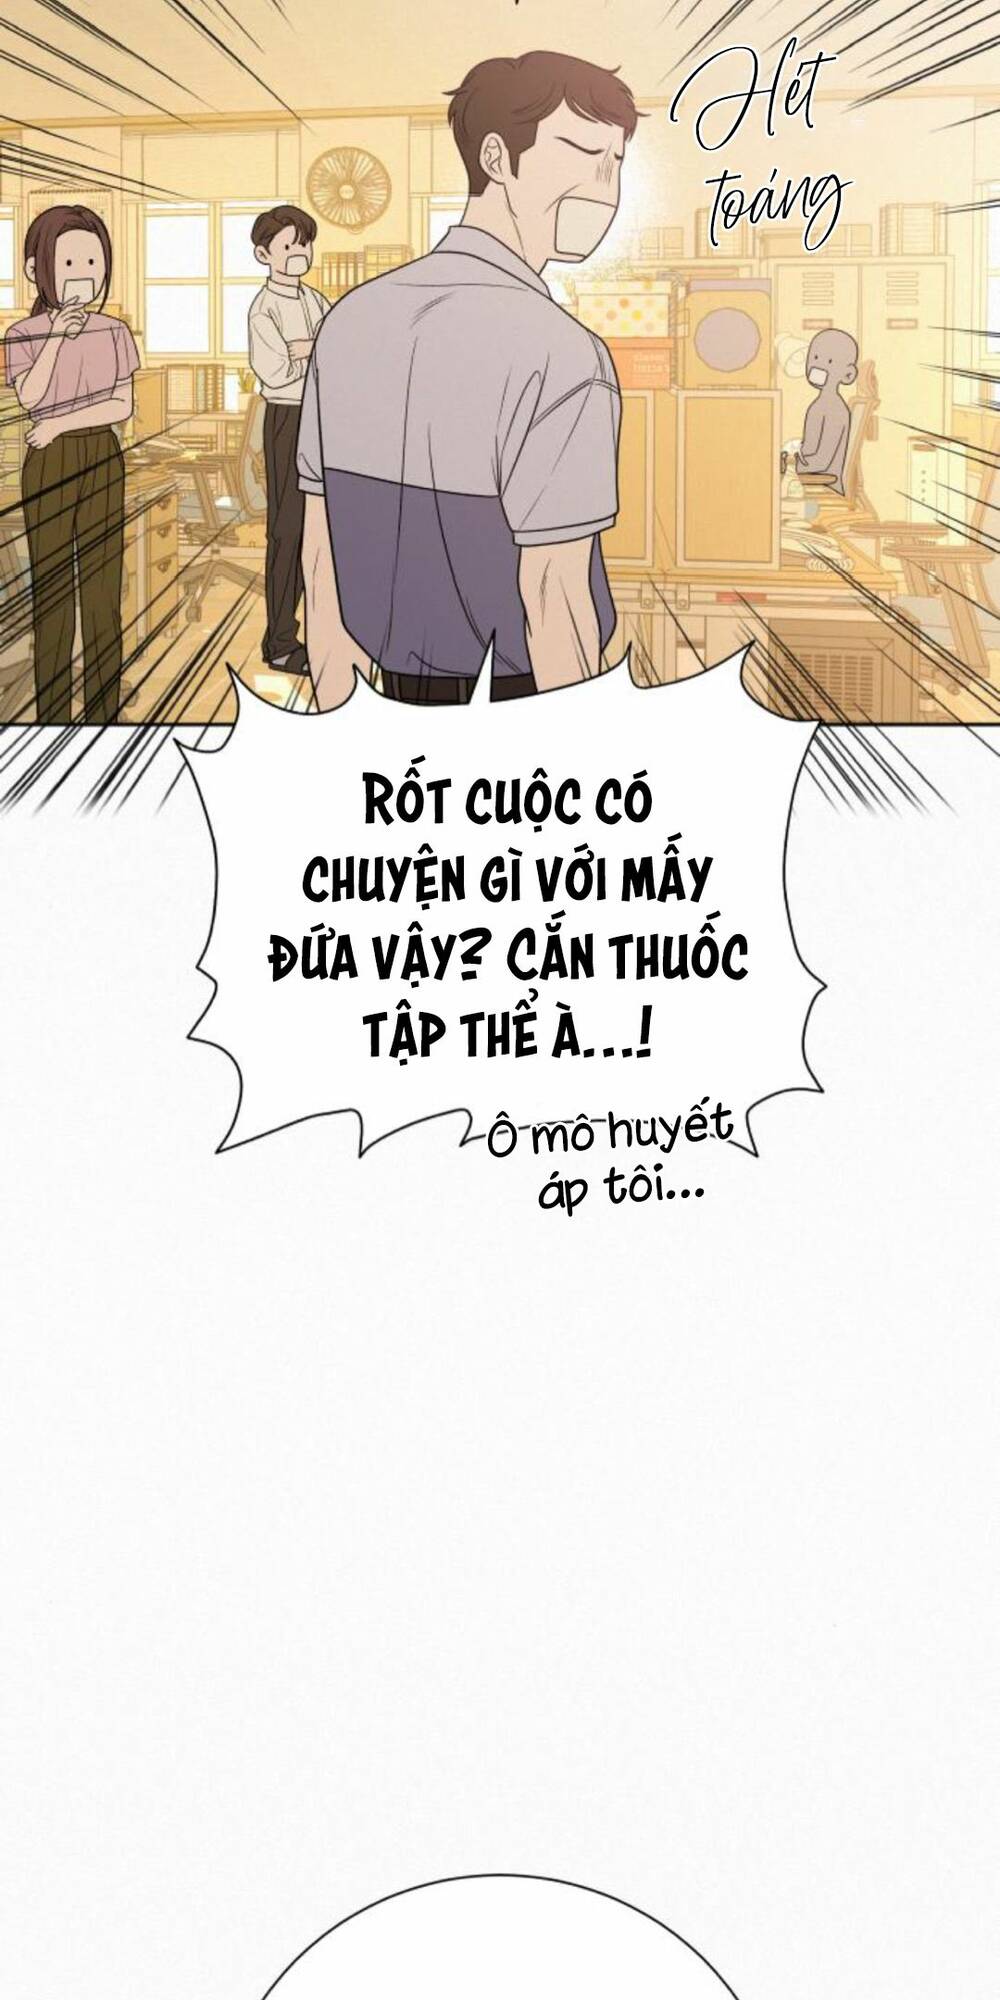 Hét
toáng
RỐT CUỘC CÓ
CHUYỆN GÌ VỚI MẤY
ĐỨA VẬY? CẮN THUỐC
TẬP THỂ À...!
Ô mô huyết
áp tôi...